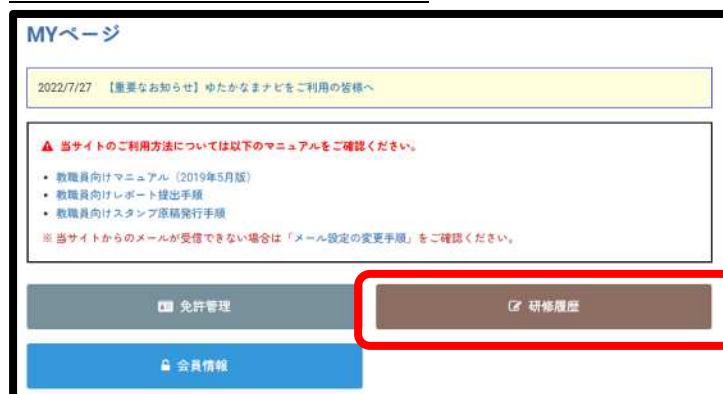 MYページ
2022/7/27 【重要なお知らせ】ゆたかなまナビをご利用の皆様へ
当サイトのご利用方法については以下のマニュアルをご確認ください。
• 教職員向けマニュアル（2019年5月版）
• 教職員向けレポート提出手順
• 教職員向けスタンプ原稿発行手順
※ 当サイトからのメールが受信できない場合は「メール設定の変更手順」をご確認ください。
免許管理
研修履歴
会員情報